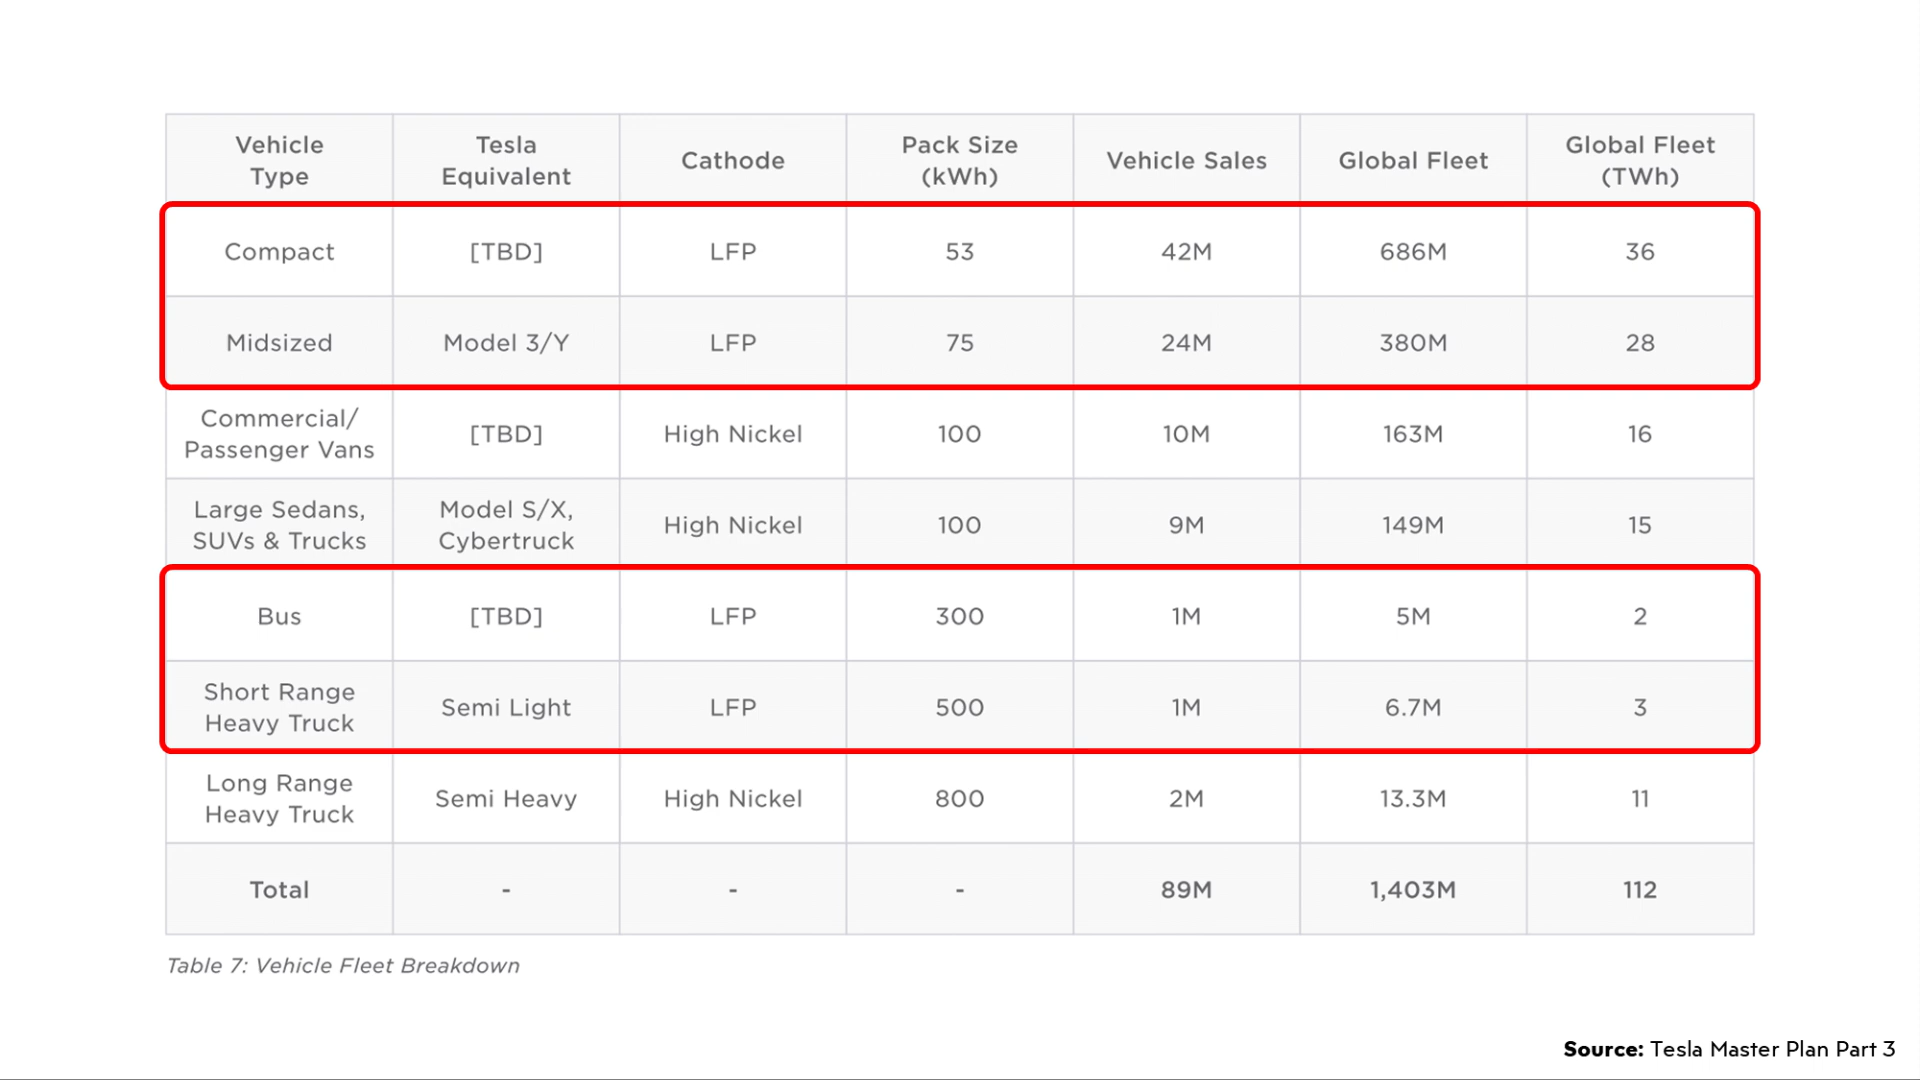 Vehicle Type | Tesla Equivalent | Cathode | Pack Size (kWh) | Vehicle Sales | Global Fleet | Global Fleet (TWh)
Compact | [TBD] | LFP | 53 | 42M | 686M | 36
Midsized | Model 3/Y | LFP | 75 | 24M | 380M | 28
Commercial/ Passenger Vans | [TBD] | High Nickel | 100 | 10M | 163M | 16
Large Sedans, SUVs & Trucks | Model S/X, Cybertruck | High Nickel | 100 | 9M | 149M | 15
Bus | [TBD] | LFP | 300 | 1M | 5M | 2
Short Range Heavy Truck | Semi Light | LFP | 500 | 1M | 6.7M | 3
Long Range Heavy Truck | Semi Heavy | High Nickel | 800 | 2M | 13.3M | 11
Total | - | - | - | 89M | 1,403M | 112
Table 7: Vehicle Fleet Breakdown
Source: Tesla Master Plan Part 3